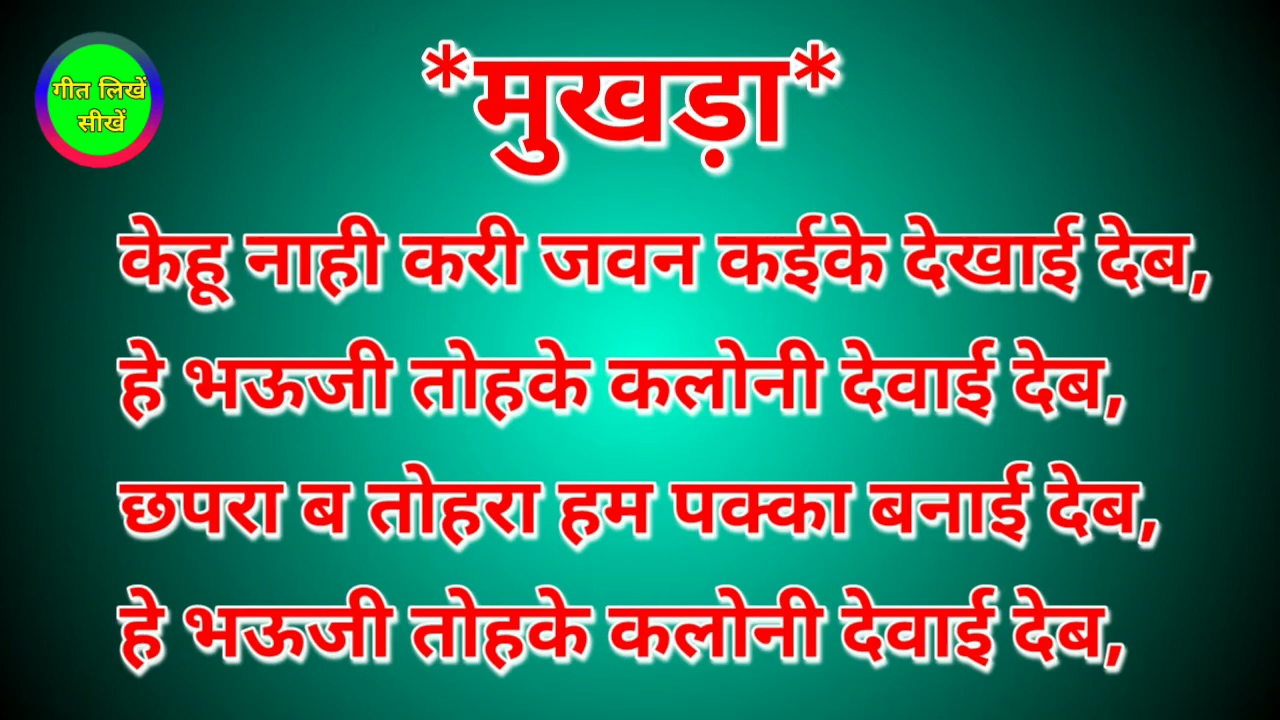 गीत लिखें
सीखें
*मुखड़ा*
केहू नाही करी जवन कईके देखाई देब,
हे भऊजी तोहके कलोनी देवाई देब,
छपरा ब तोहरा हम पक्का बनाई देब,
हे भऊजी तोहके कलोनी देवाई देब,